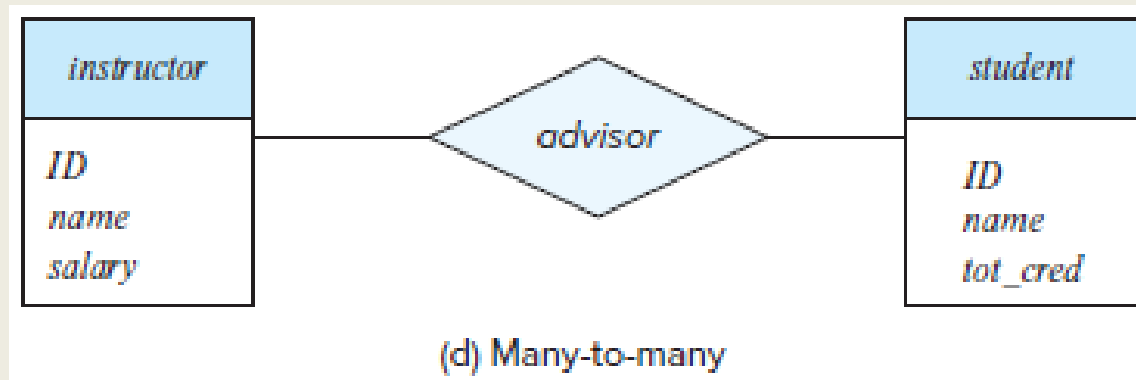 instructor
ID
name
salary
advisor
student
ID
name
tot_cred
(d) Many-to-many